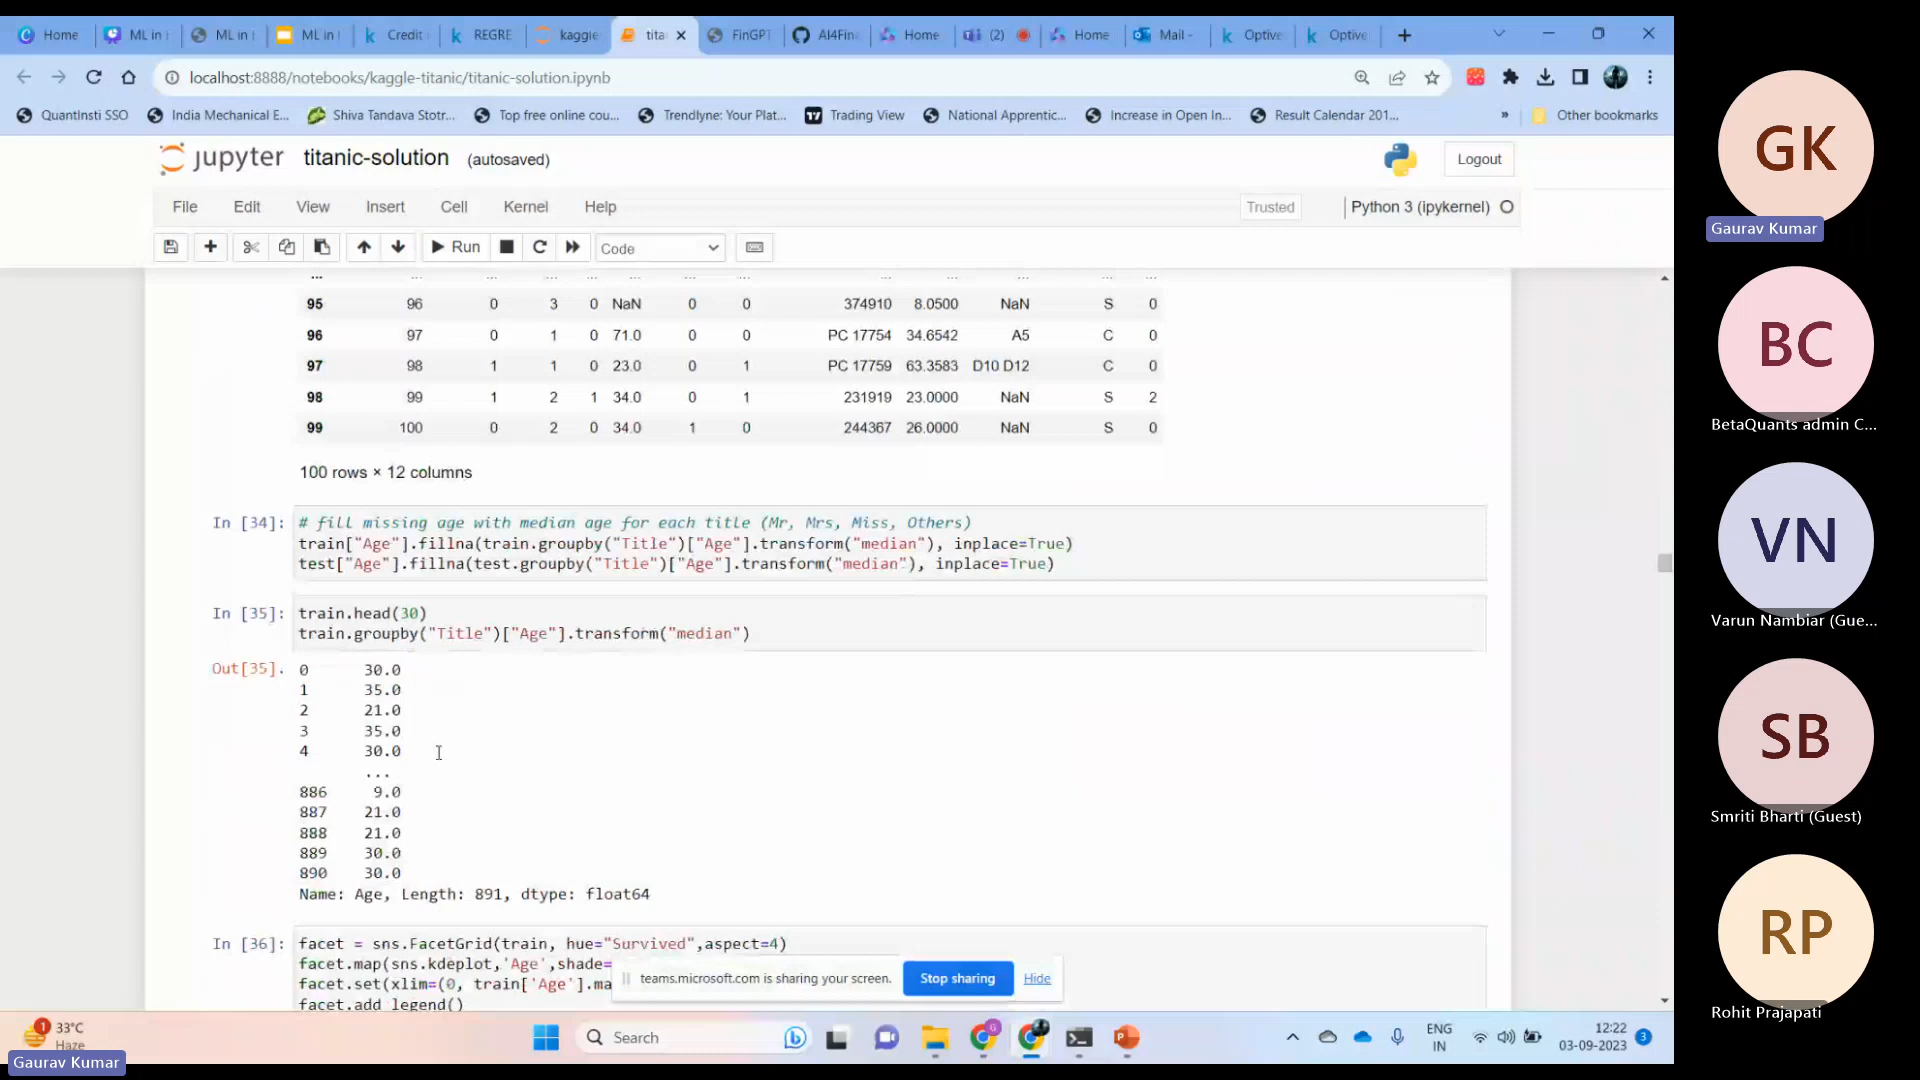 Home
ML in
ML in
ML in
Credit
REGRE
kaggle
tita
FinGPT
AI4Fin
Home
(2)
Home
Mail -
Optive
Optive
localhost:8888/notebooks/kaggle-titanic/titanic-solution.ipynb
QuantInsti SSO
India Mechanical E...
Shiva Tandava Stotr...
Top free online cou...
Trendlyne: Your Plat...
Trading View
National Apprentic...
Increase in Open In...
Result Calendar 201...
»
Other bookmarks
jupyter titanic-solution (autosaved)
Logout
File Edit View Insert Cell Kernel Help
Trusted
Python 3 (ipykernel)
Run
Code
95 96 0 3 0 NaN 0 0 374910 8.0500 NaN S 0
96 97 0 1 0 71.0 0 0 PC 17754 34.6542 A5 C 0
97 98 1 1 0 23.0 0 1 PC 17759 63.3583 D10 D12 C 0
98 99 1 2 1 34.0 0 1 231919 23.0000 NaN S 2
99 100 0 2 0 34.0 1 0 244367 26.0000 NaN S 0
100 rows × 12 columns
In [34]: # fill missing age with median age for each title (Mr, Mrs, Miss, Others)
train["Age"].fillna(train.groupby("Title")["Age"].transform("median"), inplace=True)
test["Age"].fillna(test.groupby("Title")["Age"].transform("median"), inplace=True)
In [35]: train.head(30)
train.groupby("Title")["Age"].transform("median")
Out[35]: 0 30.0
1 35.0
2 21.0
3 35.0
4 30.0
...
886 9.0
887 21.0
888 21.0
889 30.0
890 30.0
Name: Age, Length: 891, dtype: float64
In [36]: facet = sns.FacetGrid(train, hue="Survived",aspect=4)
facet.map(sns.kdeplot,'Age',shade=
facet.set(xlim=(0, train['Age'].ma
facet.add_legend()
teams.microsoft.com is sharing your screen.
Stop sharing
Hide
1
33°C
Haze
Search
ENG
IN
12:22
03-09-2023
3
Gaurav Kumar
GK
Gaurav Kumar
BC
BetaQuants admin C...
VN
Varun Nambiar (Gue...
SB
Smriti Bharti (Guest)
RP
Rohit Prajapati